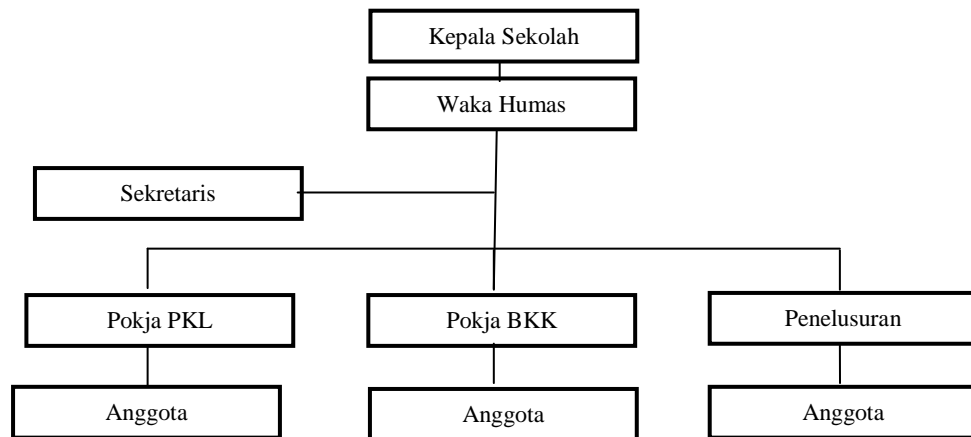 Kepala Sekolah
Waka Humas
Sekretaris
Pokja PKL
Pokja BKK
Penelusuran
Anggota
Anggota
Anggota